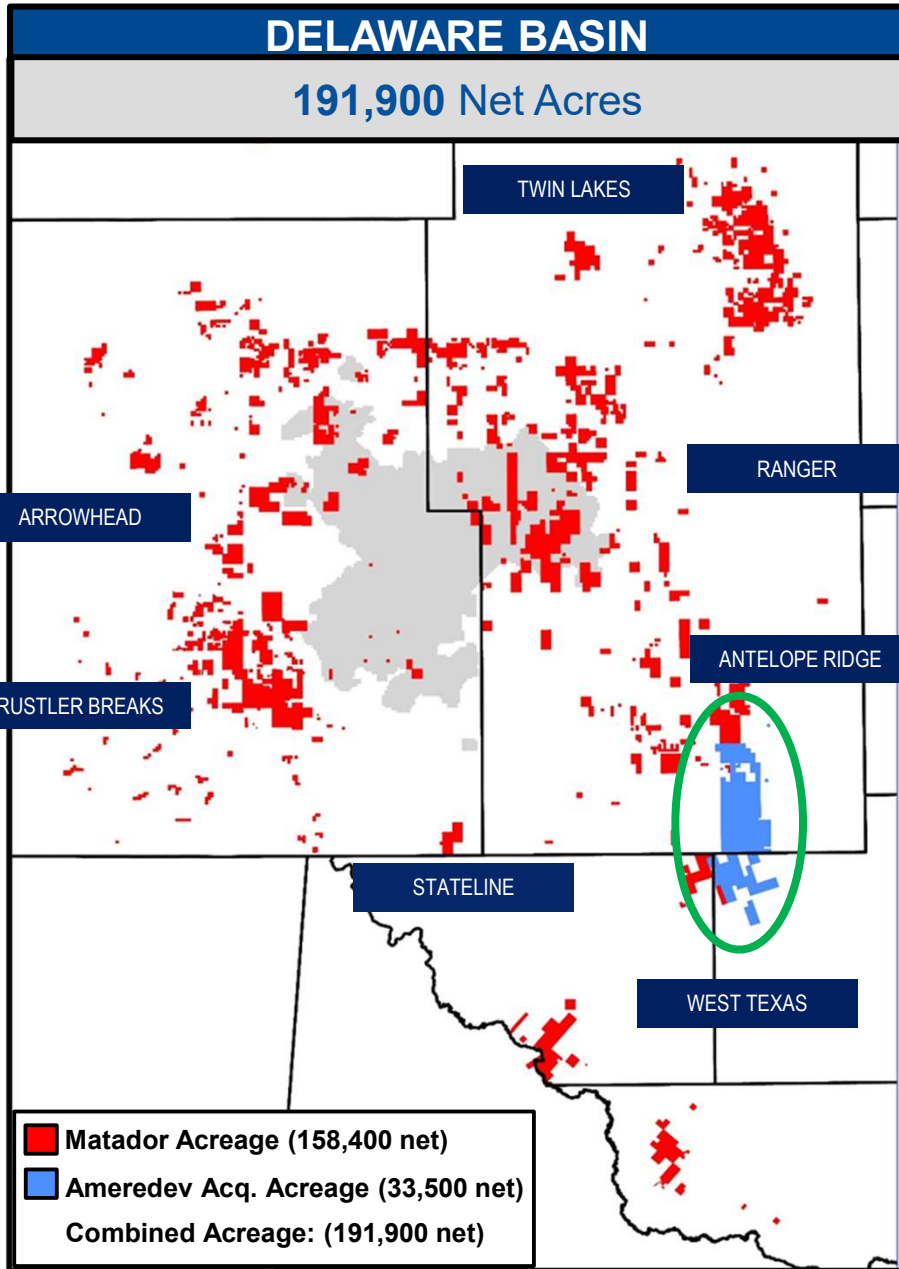 DELAWARE BASIN
191,900 Net Acres
TWIN LAKES
RANGER
ARROWHEAD
ANTELOPE RIDGE
RUSTLER BREAKS
STATELINE
WEST TEXAS
Matador Acreage (158,400 net)
Ameredev Acq. Acreage (33,500 net)
Combined Acreage: (191,900 net)